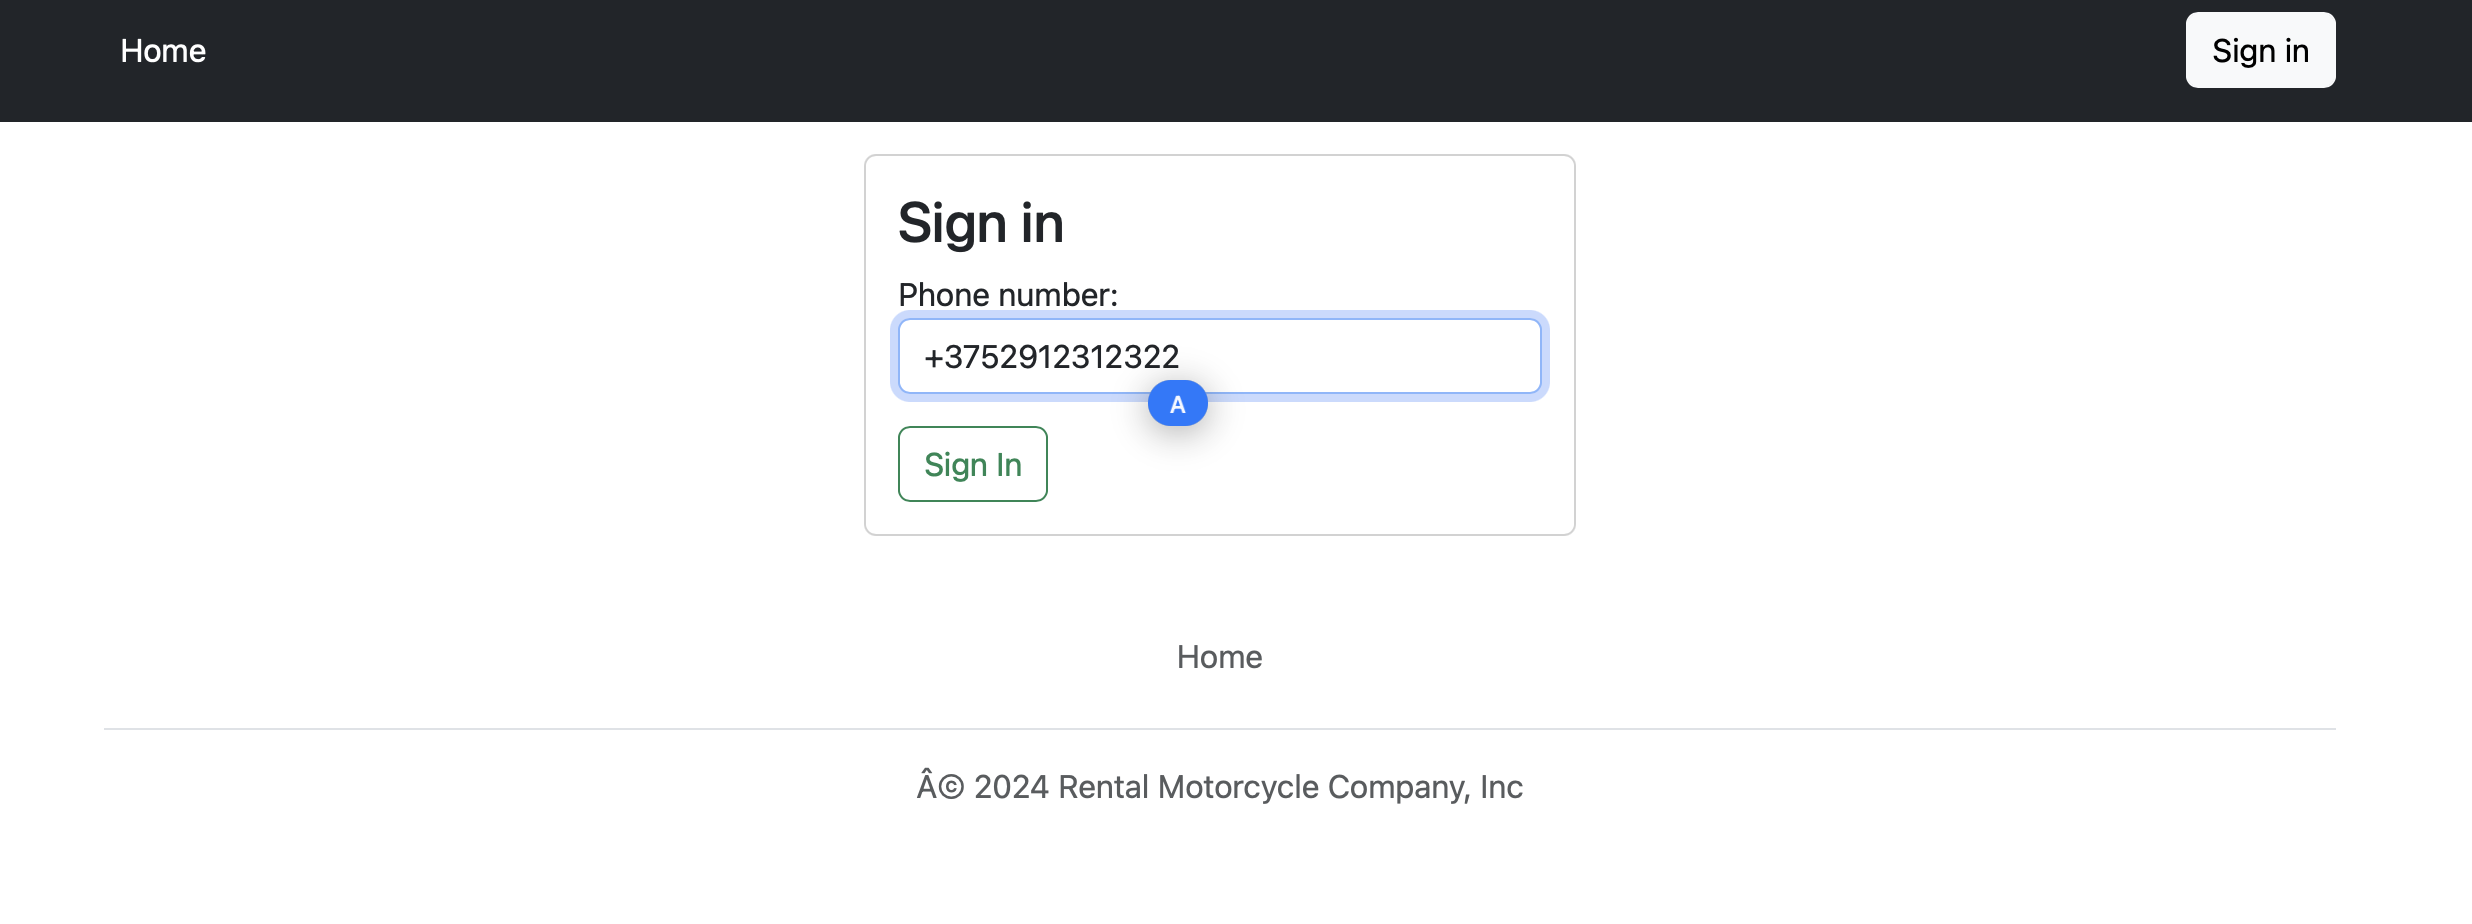 Home
Sign in
Sign in
Phone number:
+3752912312322
A
Sign In
Home
Â© 2024 Rental Motorcycle Company, Inc